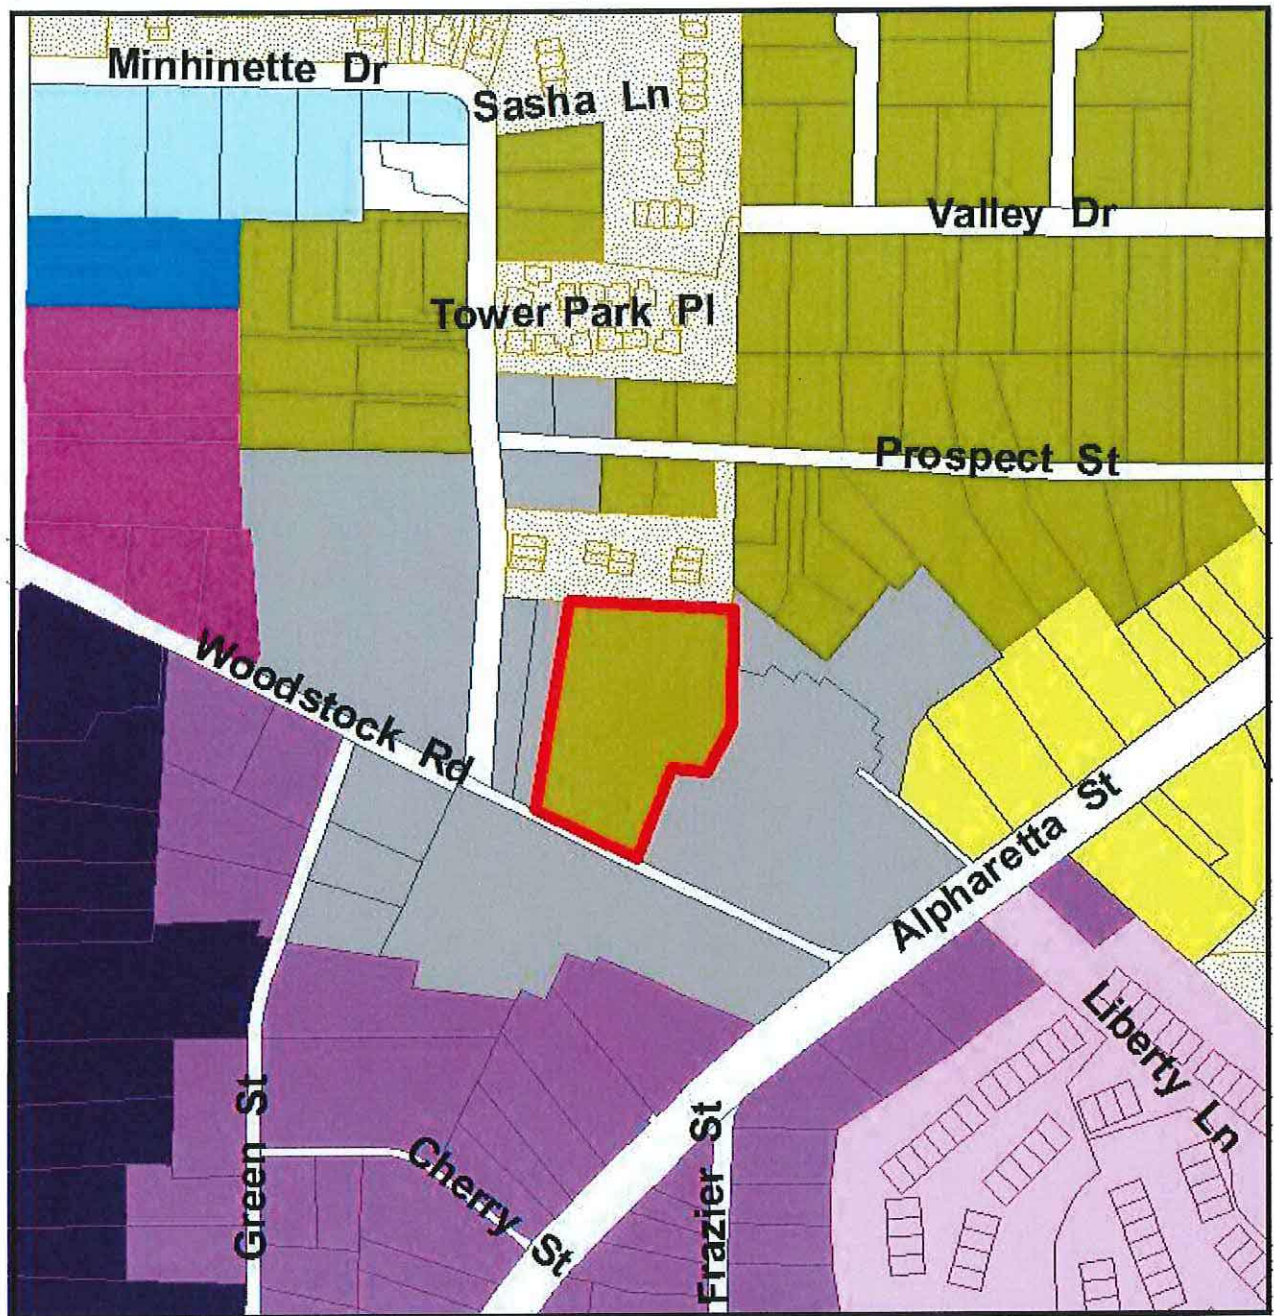 Minhinette Dr
Sasha Ln
Valley Dr
Tower Park Pl
Prospect St
Woodstock Rd
Alpharetta St
Liberty Ln
Green St
Cherry St
Frazier St